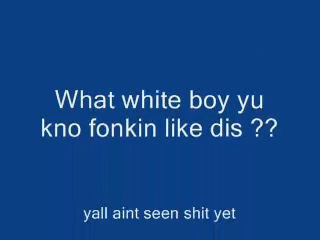 What white boy yu
kno fonkin like dis ??
yall aint seen shit yet